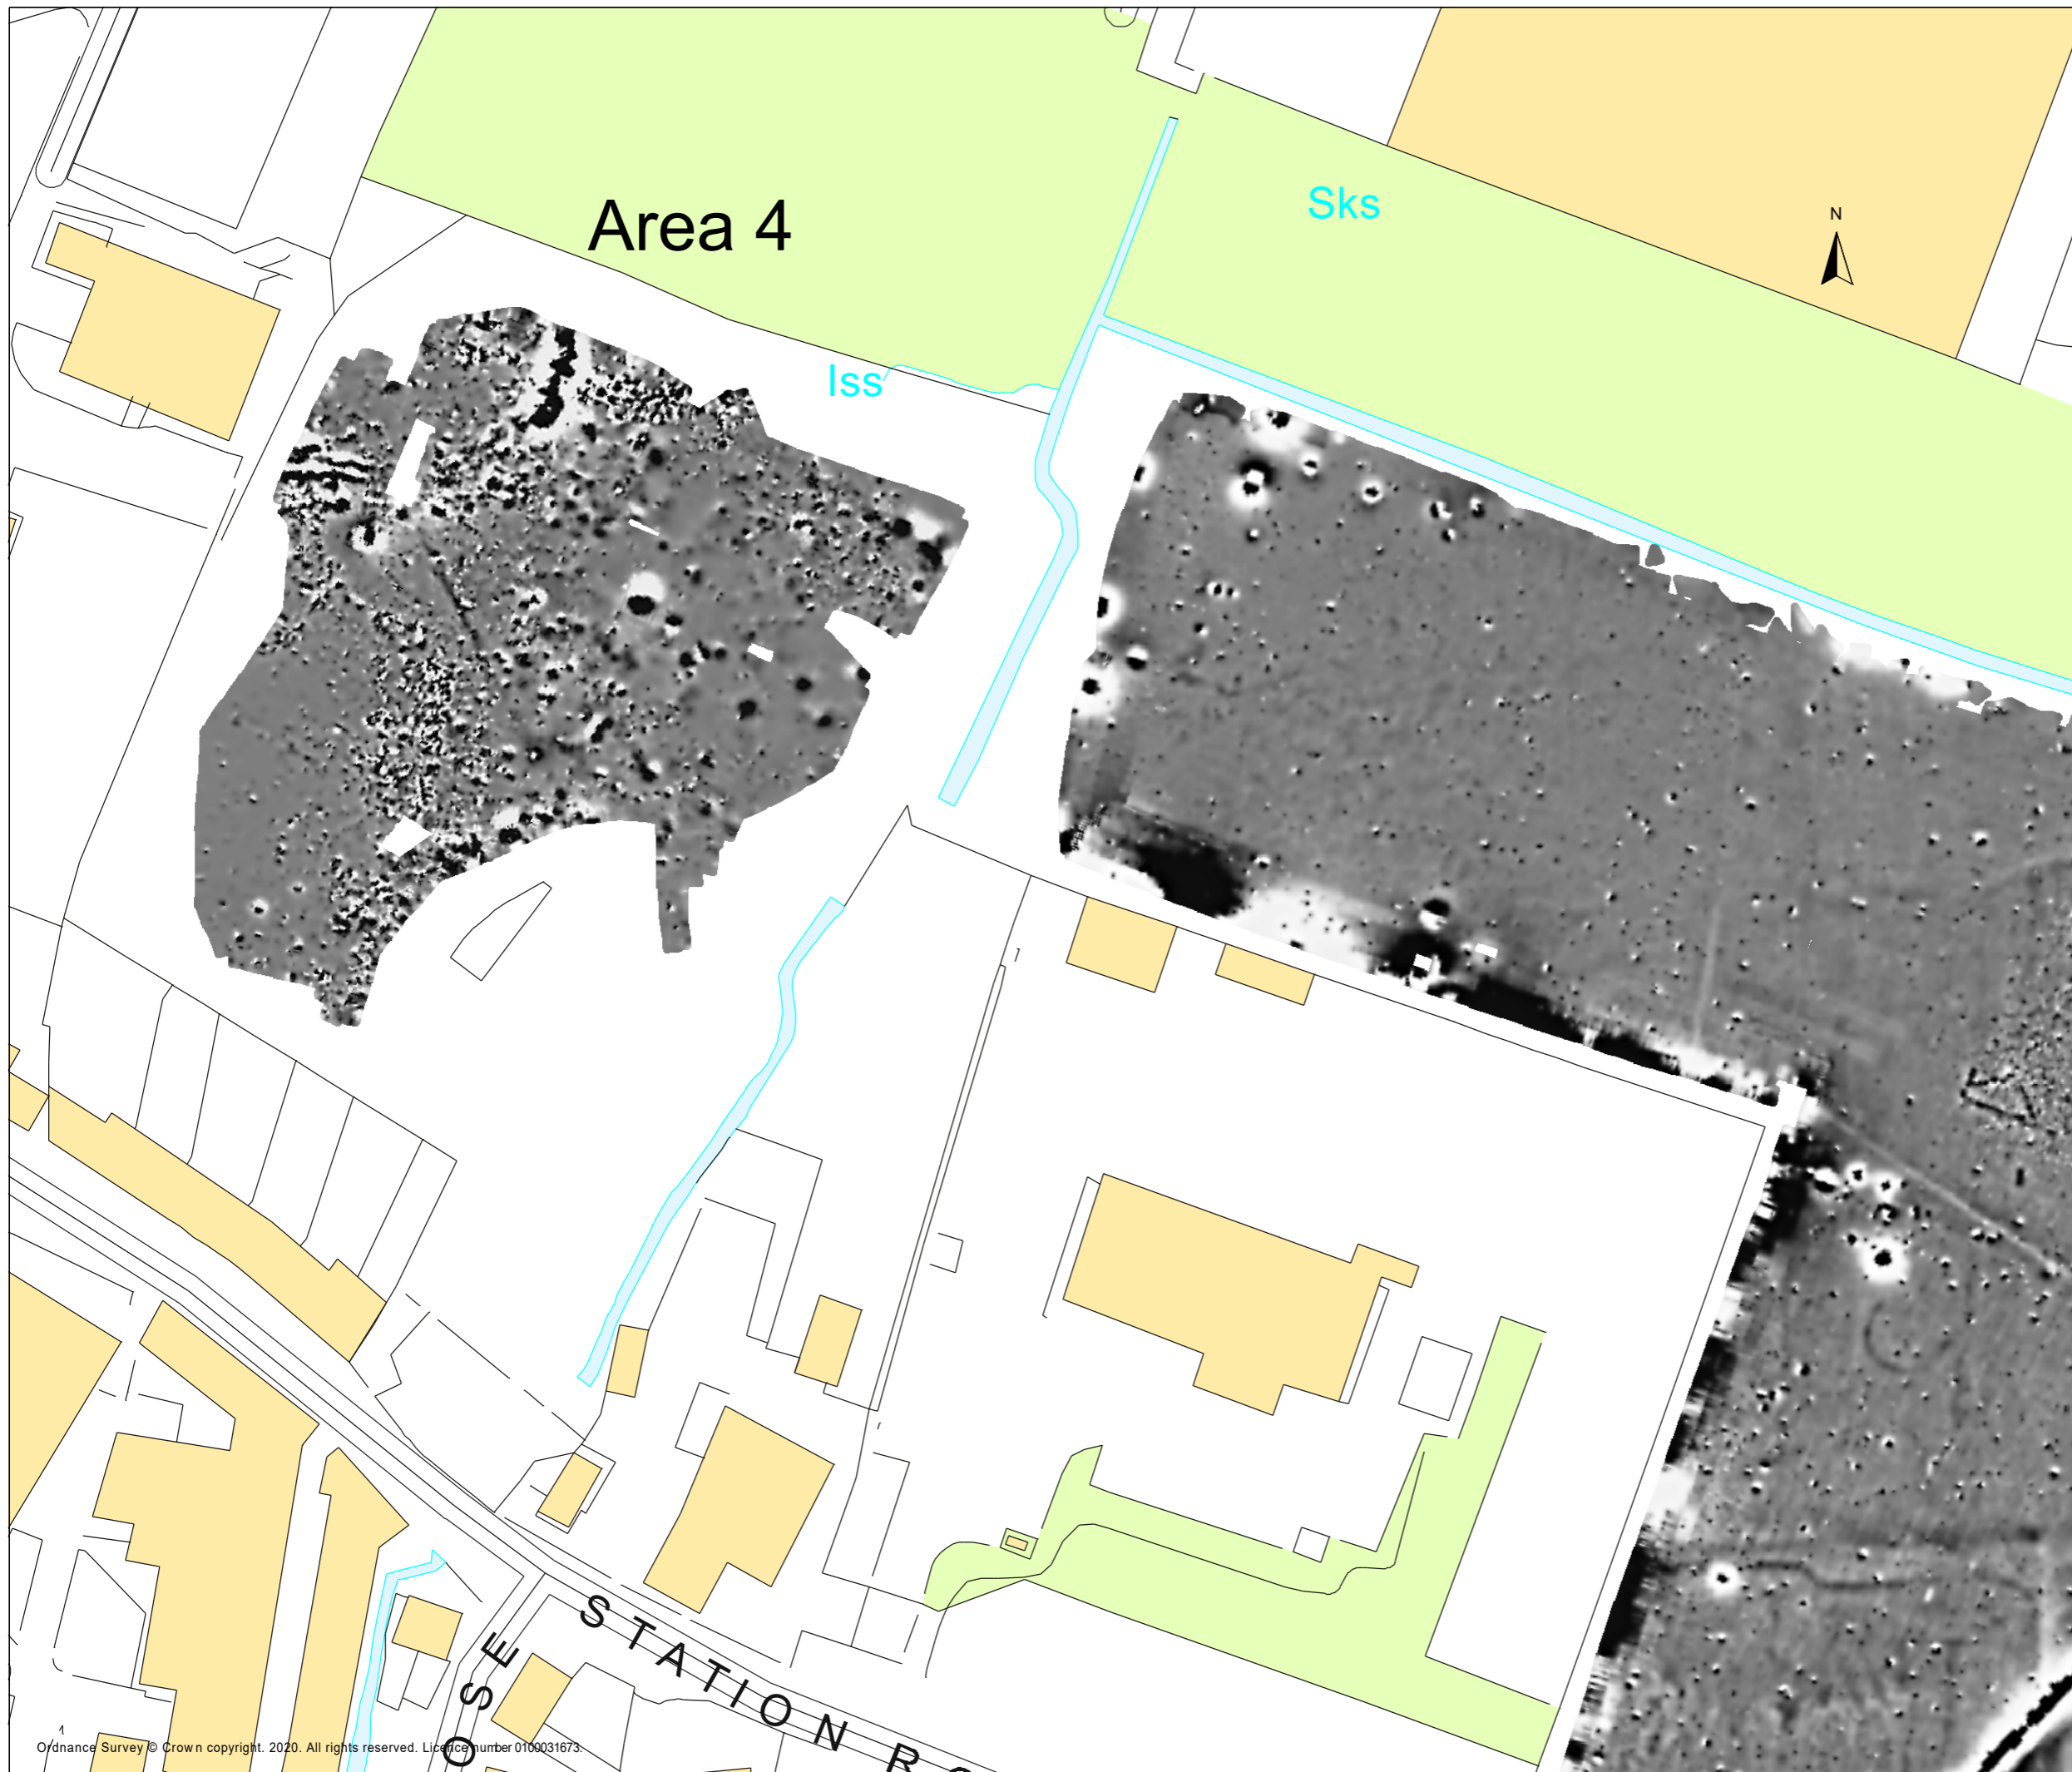 Area 4
Sks
N
Iss
STATION R
OSE
Ordnance Survey © Crown copyright. 2020. All rights reserved. Licence number 0100031673.